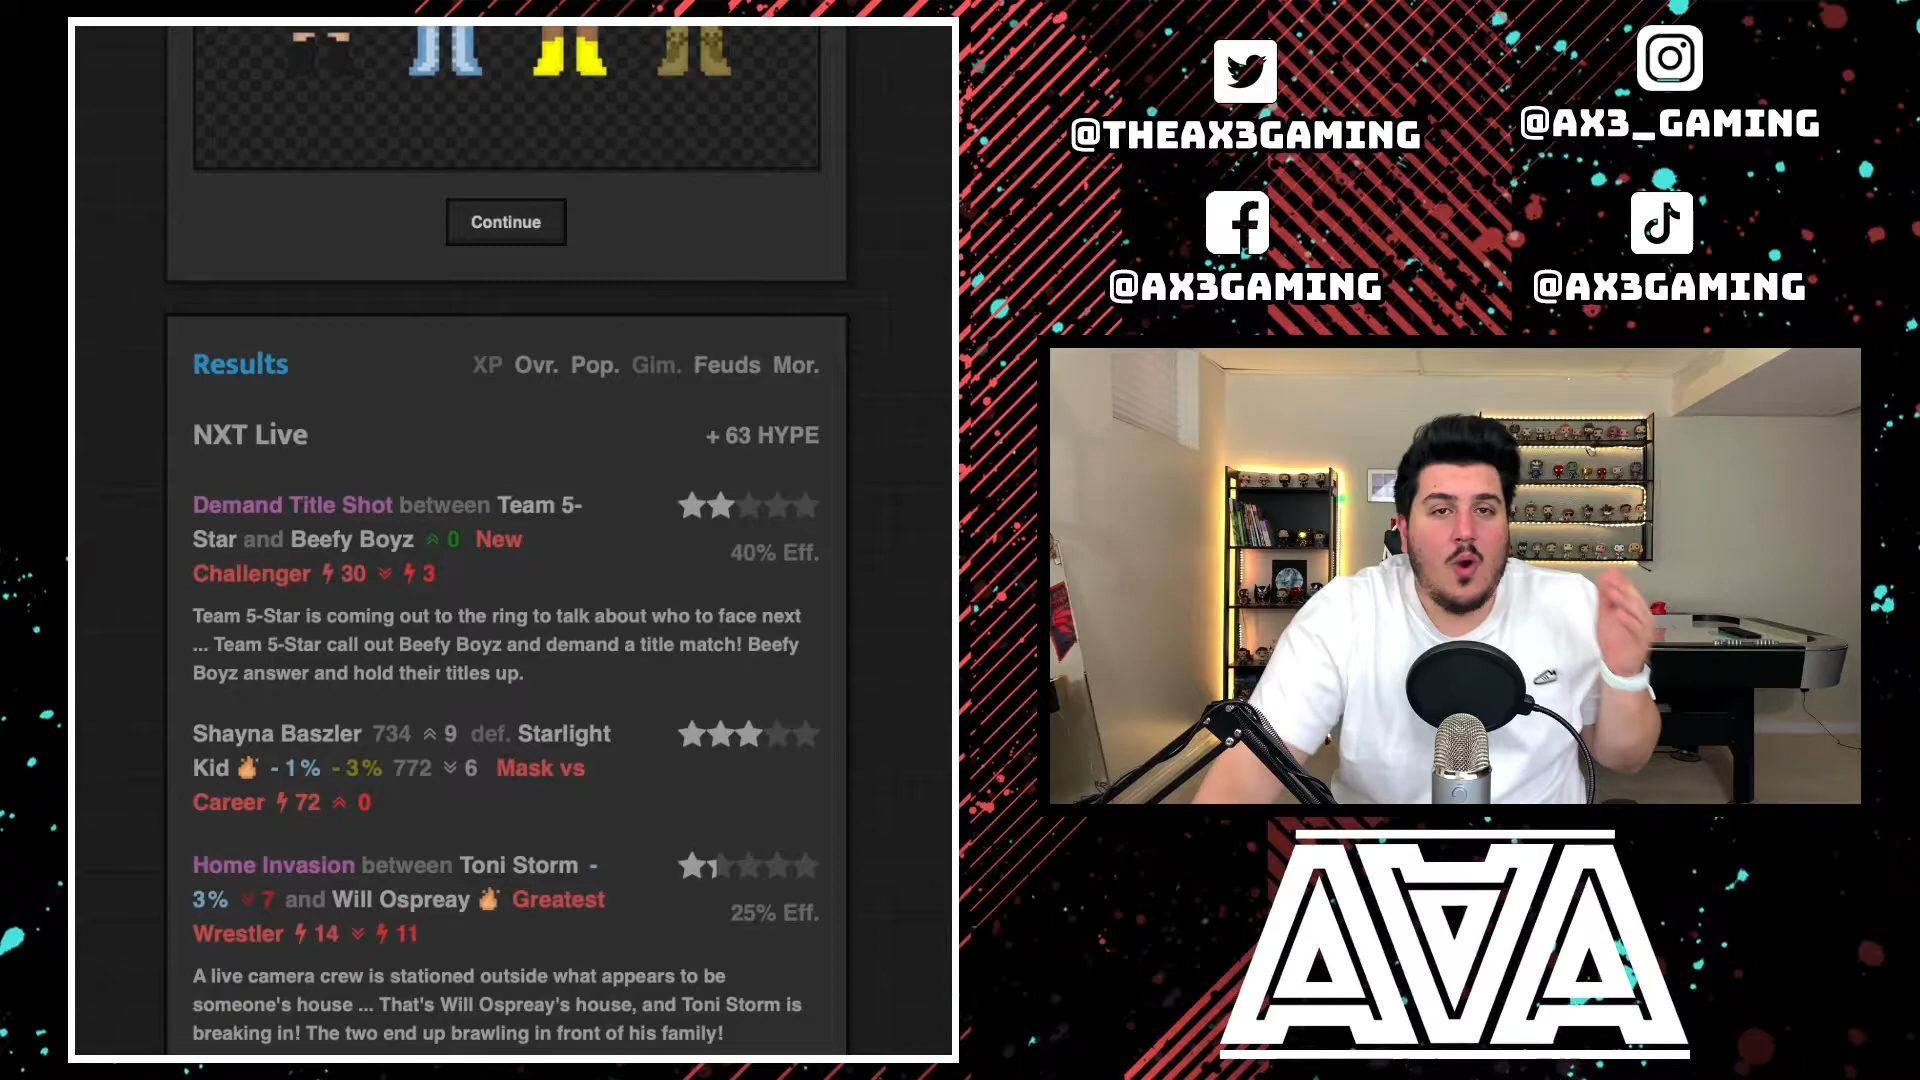 Continue
Results XP Ovr. Pop. Gim. Feuds Mor.
NXT Live + 63 HYPE
Demand Title Shot between Team 5-
Star and Beefy Boyz 0 New
Challenger 30 3
40% Eff.
Team 5-Star is coming out to the ring to talk about who to face next
... Team 5-Star call out Beefy Boyz and demand a title match! Beefy
Boyz answer and hold their titles up.
Shayna Baszler 734 9 def. Starlight
Kid - 1% - 3% 772 6 Mask vs
Career 72 0
Home Invasion between Toni Storm -
3% 7 and Will Ospreay Greatest
Wrestler 14 11
25% Eff.
A live camera crew is stationed outside what appears to be
someone's house ... That's Will Ospreay's house, and Toni Storm is
breaking in! The two end up brawling in front of his family!
@THEAX3GAMING
@AX3_GAMING
@AX3GAMING
@AX3GAMING